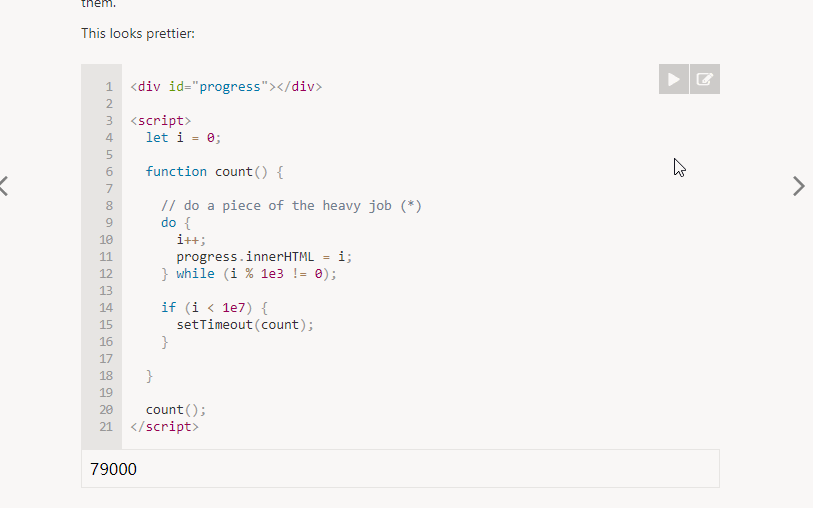 them.
This looks prettier:
1 <div id="progress"></div>
2
3 <script>
4 let i = 0;
5
6 function count() {
7
8 // do a piece of the heavy job (*)
9 do {
10 i++;
11 progress.innerHTML = i;
12 } while (i % 1e3 != 0);
13
14 if (i < 1e7) {
15 setTimeout(count);
16 }
17
18 }
19
20 count();
21 </script>
79000